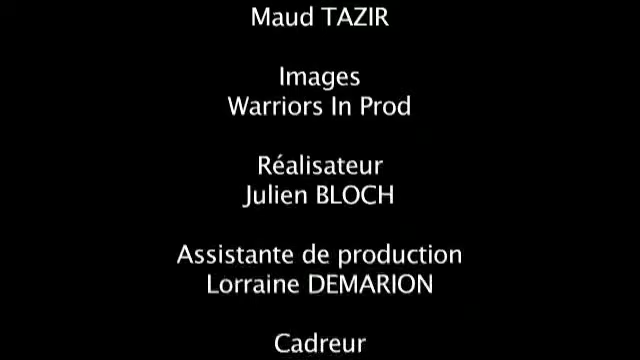 Maud TAZIR
Images
Warriors In Prod
Réalisateur
Julien BLOCH
Assistante de production
Lorraine DEMARION
Cadreur